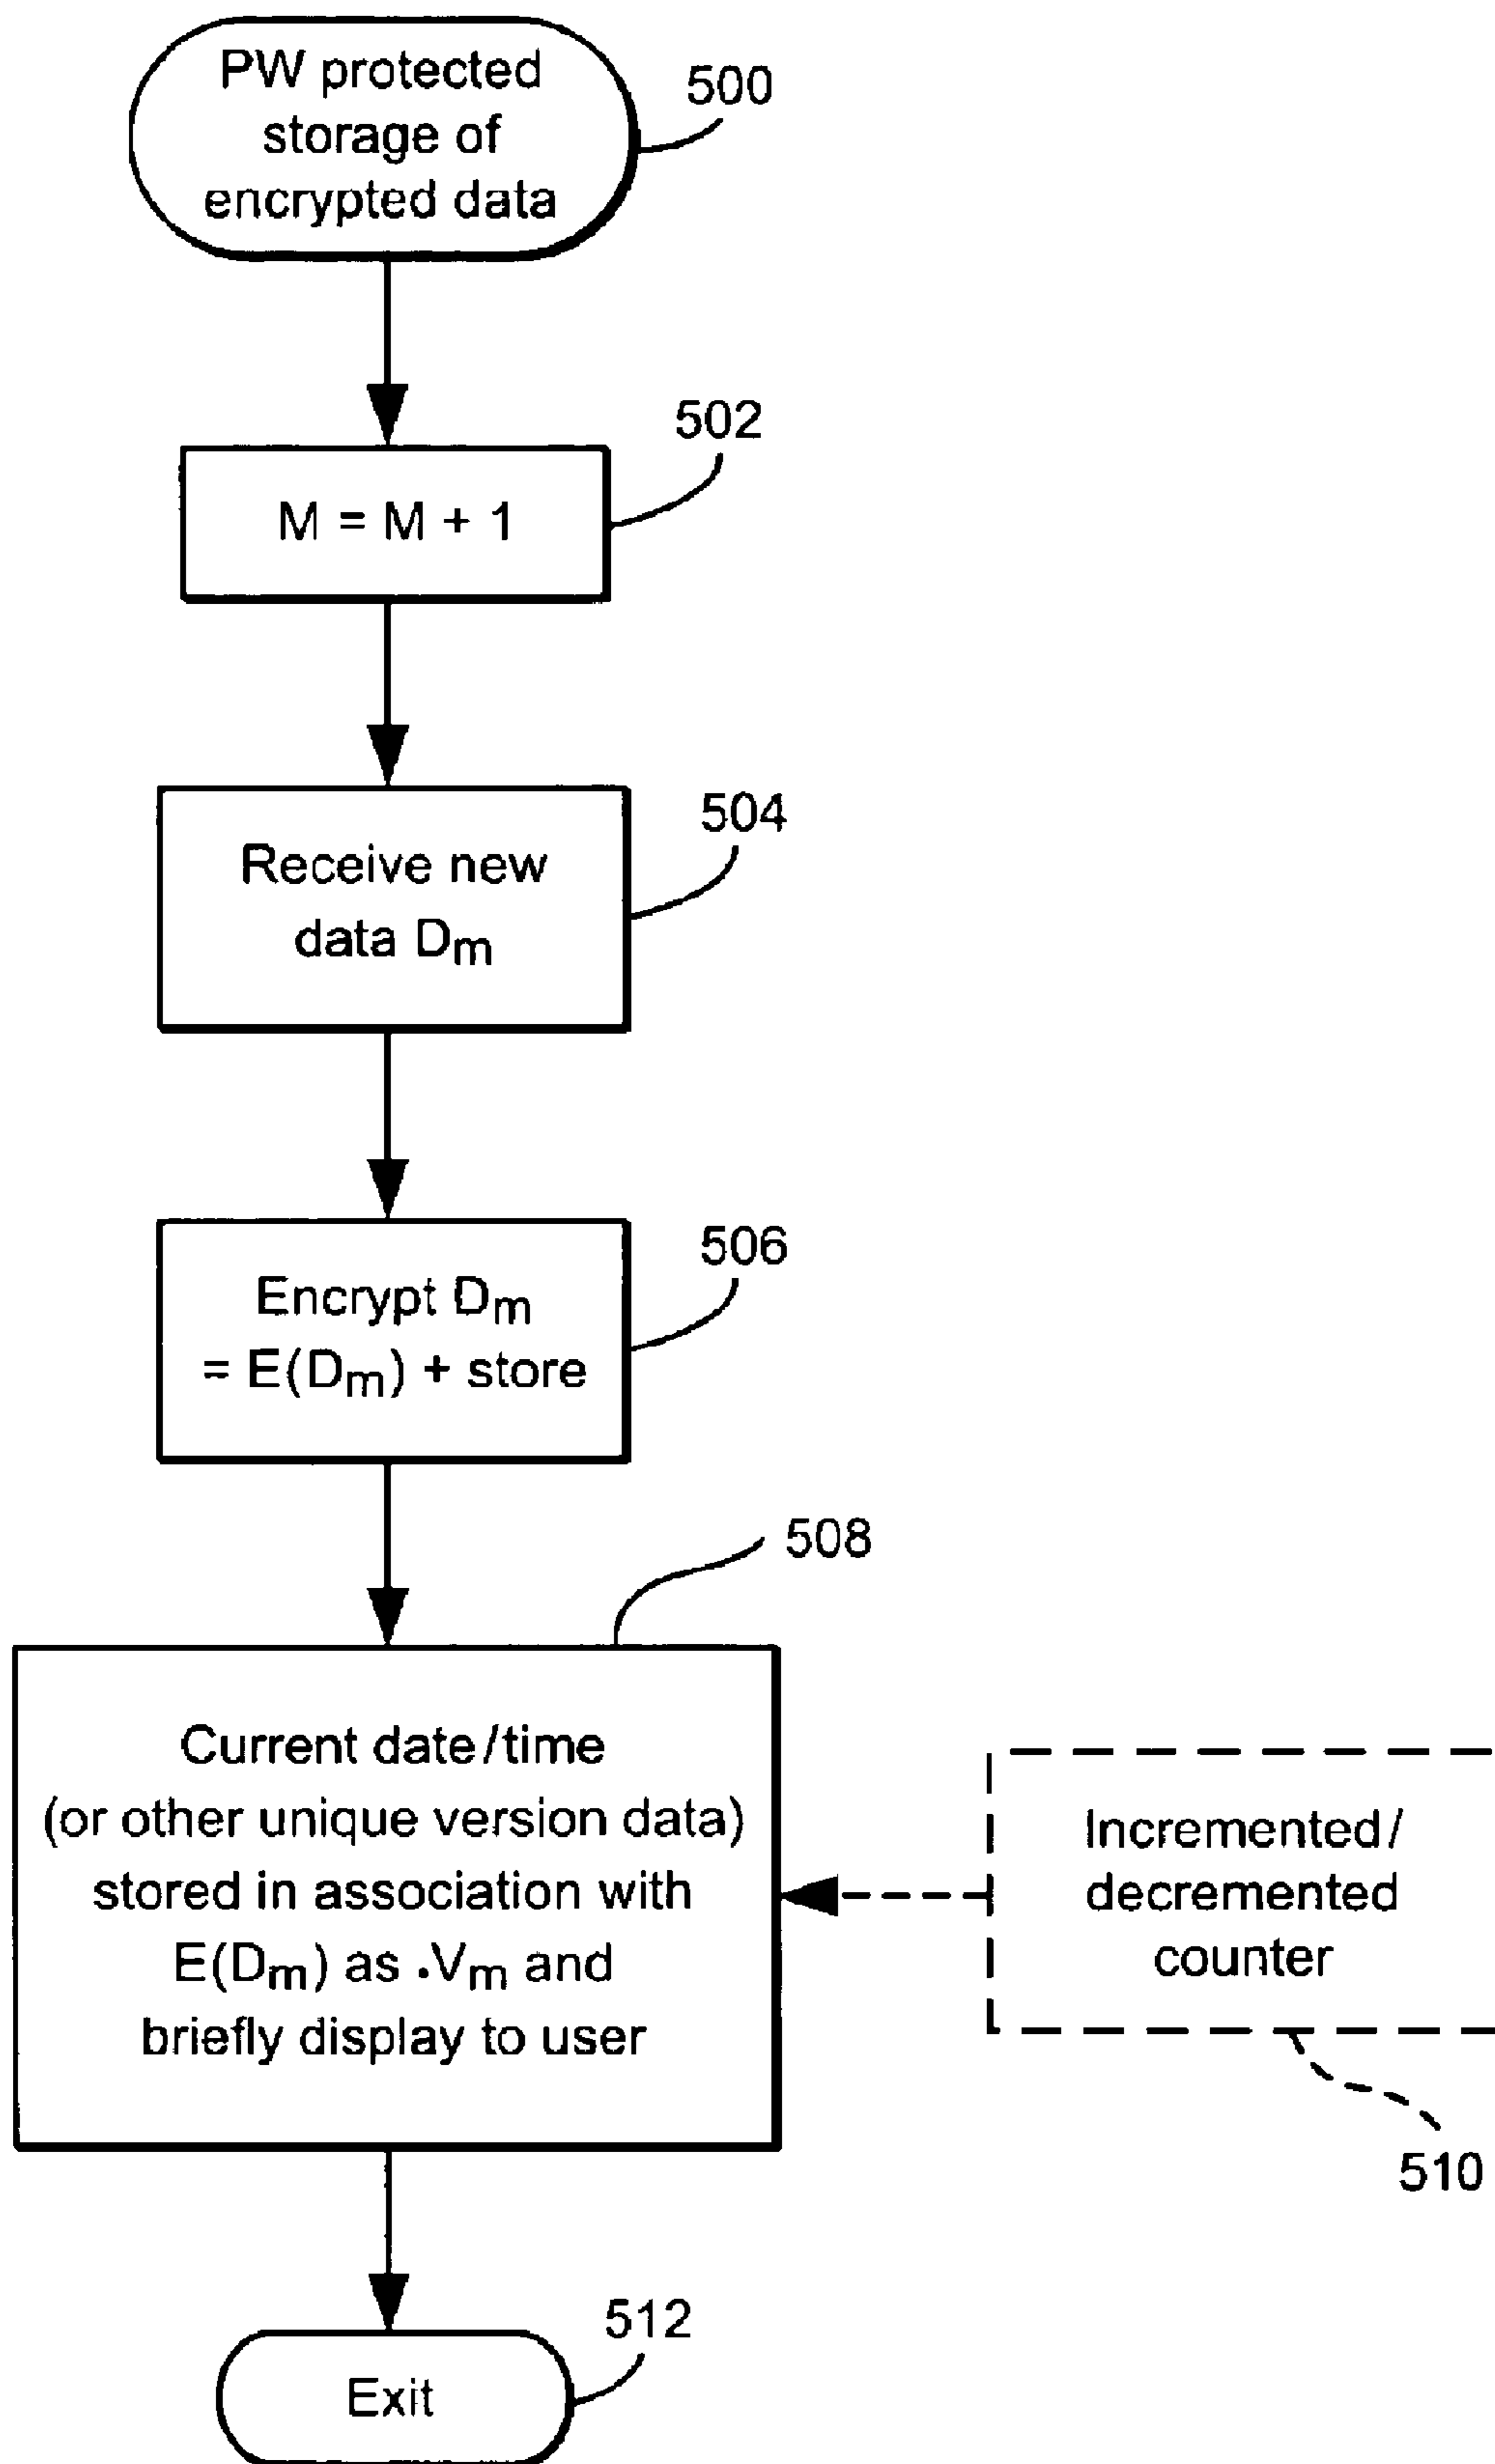 PW protected
storage of
encrypted data
500
502
M = M + 1
504
Receive new
data Dm
506
Encrypt Dm
= E(Dm) + store
508
Current date/time
(or other unique version data)
stored in association with
E(Dm) as .Vm and
briefly display to user
Incremented/
decremented
counter
510
512
Exit